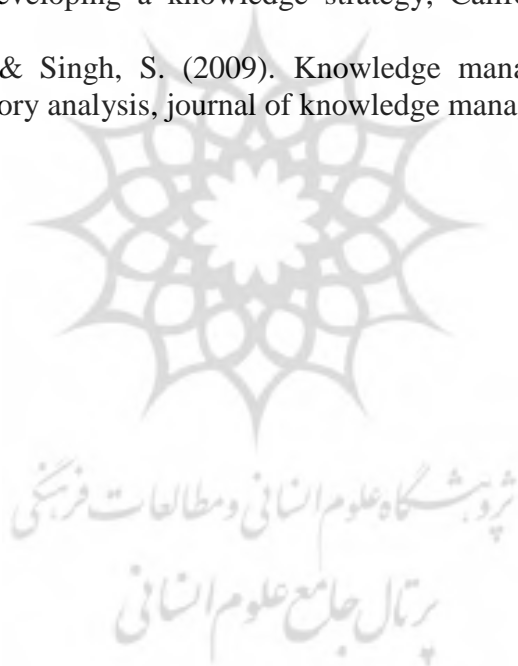 eveloping a knowledge strategy, Calif
& Singh, S. (2009). Knowledge mana
ory analysis, journal of knowledge mana
پژوهشگاه علوم انسانی و مطالعات فرهنگی
پرتال جامع علوم انسانی